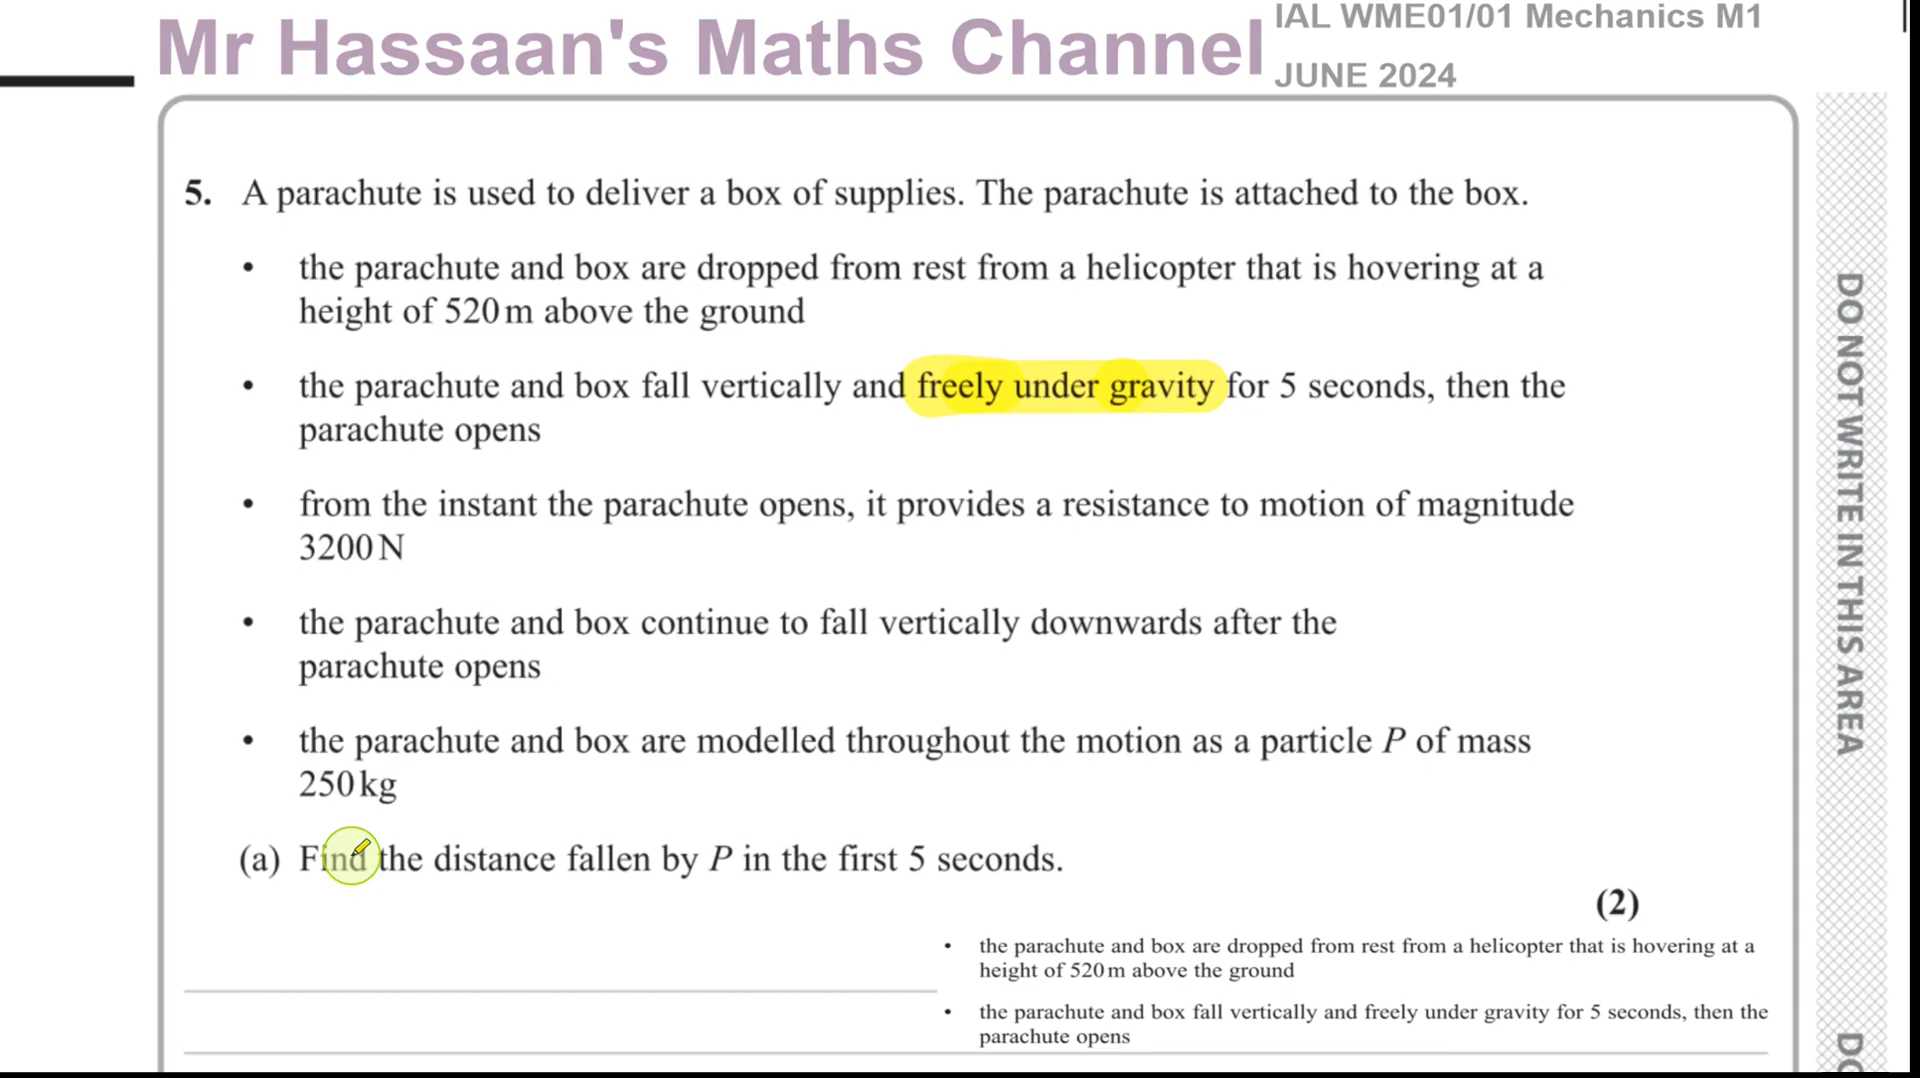 Mr Hassaan's Maths Channel
IAL WME01/01 Mechanics M1
JUNE 2024
5. A parachute is used to deliver a box of supplies. The parachute is attached to the box.
• the parachute and box are dropped from rest from a helicopter that is hovering at a
height of 520 m above the ground
• the parachute and box fall vertically and freely under gravity for 5 seconds, then the
parachute opens
• from the instant the parachute opens, it provides a resistance to motion of magnitude
3200 N
• the parachute and box continue to fall vertically downwards after the
parachute opens
• the parachute and box are modelled throughout the motion as a particle P of mass
250 kg
(a) Find the distance fallen by P in the first 5 seconds.
(2)
• the parachute and box are dropped from rest from a helicopter that is hovering at a
height of 520 m above the ground
• the parachute and box fall vertically and freely under gravity for 5 seconds, then the
parachute opens
DO NOT WRITE IN THIS AREA